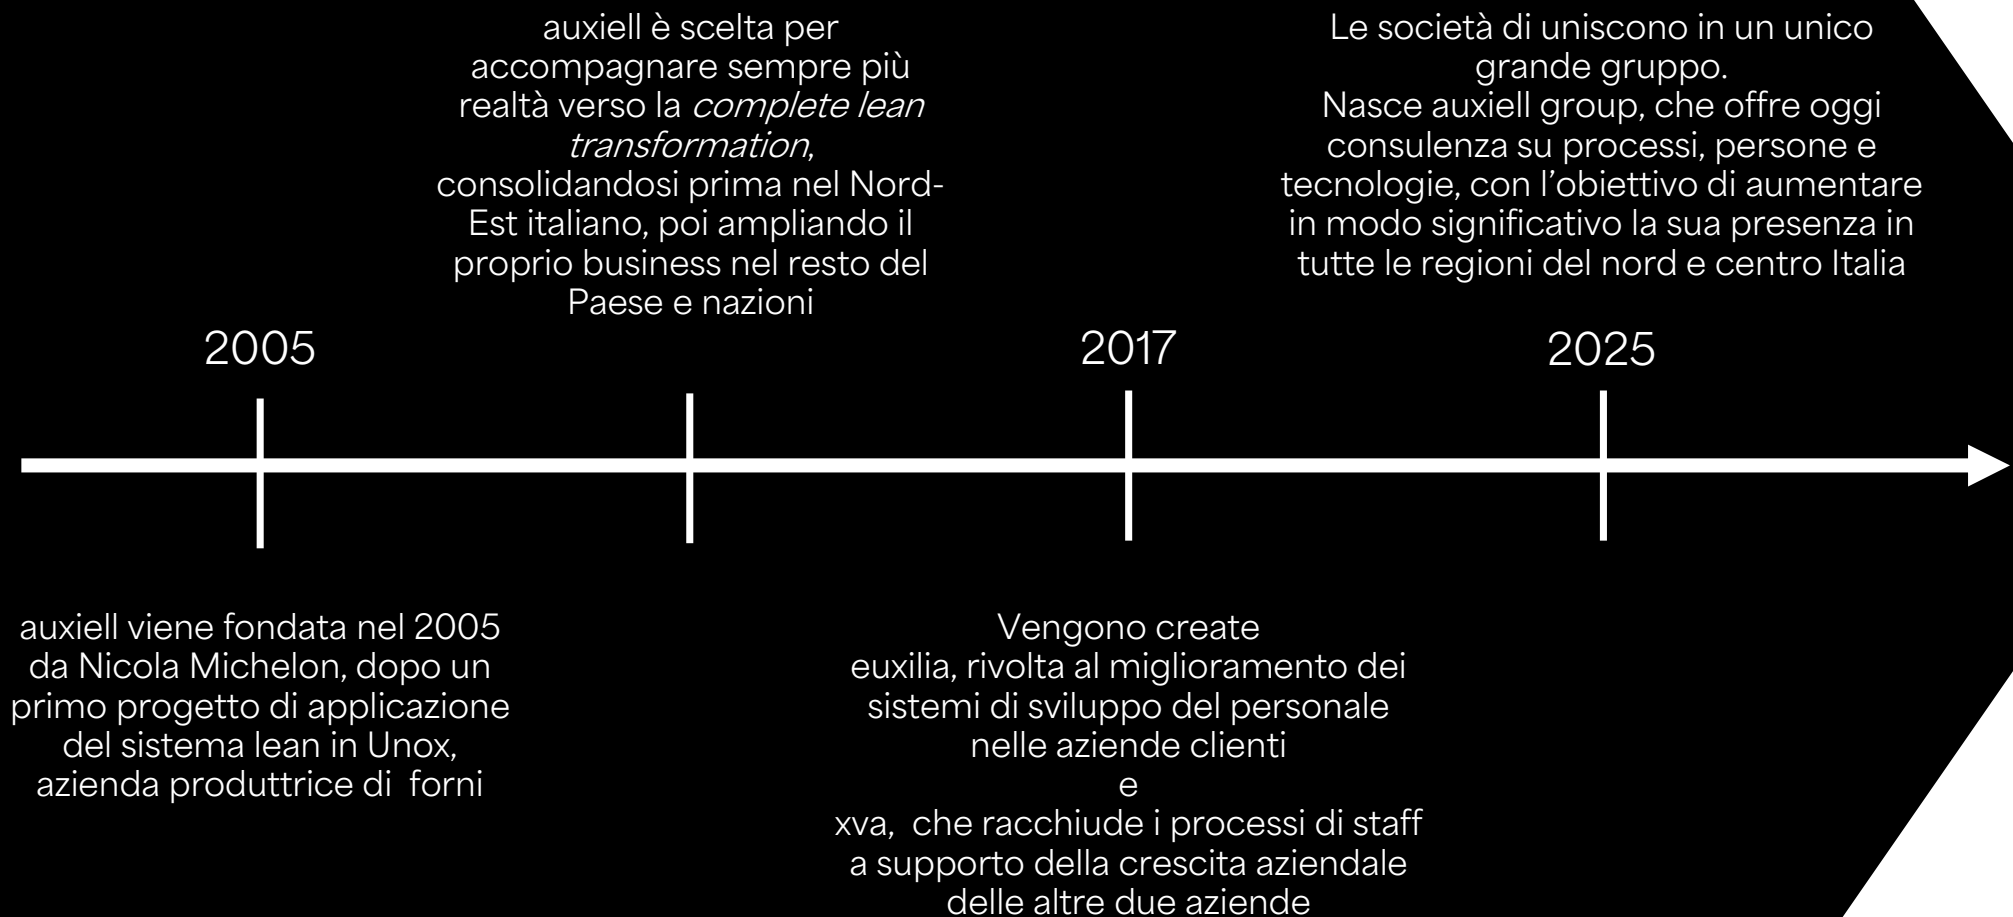 auxiell è scelta per
accompagnare sempre più
realtà verso la complete lean
transformation,
consolidandosi prima nel Nord-
Est italiano, poi ampliando il
proprio business nel resto del
Paese e nazioni
Le società di uniscono in un unico
grande gruppo.
Nasce auxiell group, che offre oggi
consulenza su processi, persone e
tecnologie, con l’obiettivo di aumentare
in modo significativo la sua presenza in
tutte le regioni del nord e centro Italia
2005
2017
2025
auxiell viene fondata nel 2005
da Nicola Michelon, dopo un
primo progetto di applicazione
del sistema lean in Unox,
azienda produttrice di  forni
Vengono create
euxilia, rivolta al miglioramento dei
sistemi di sviluppo del personale
nelle aziende clienti
e
xva,  che racchiude i processi di staff
a supporto della crescita aziendale
delle altre due aziende